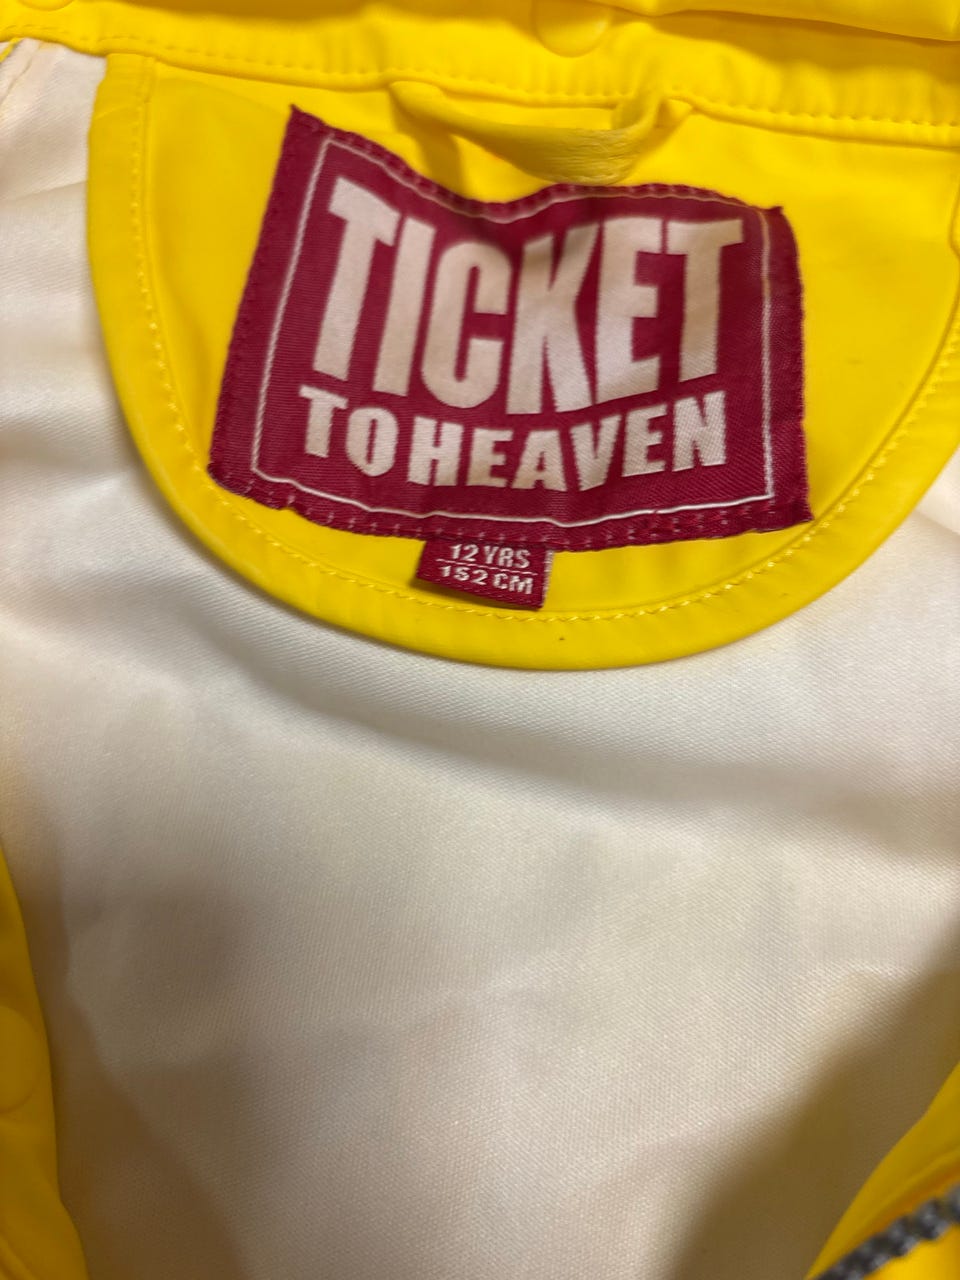 TICKET
TO HEAVEN
12 YRS
152 CM